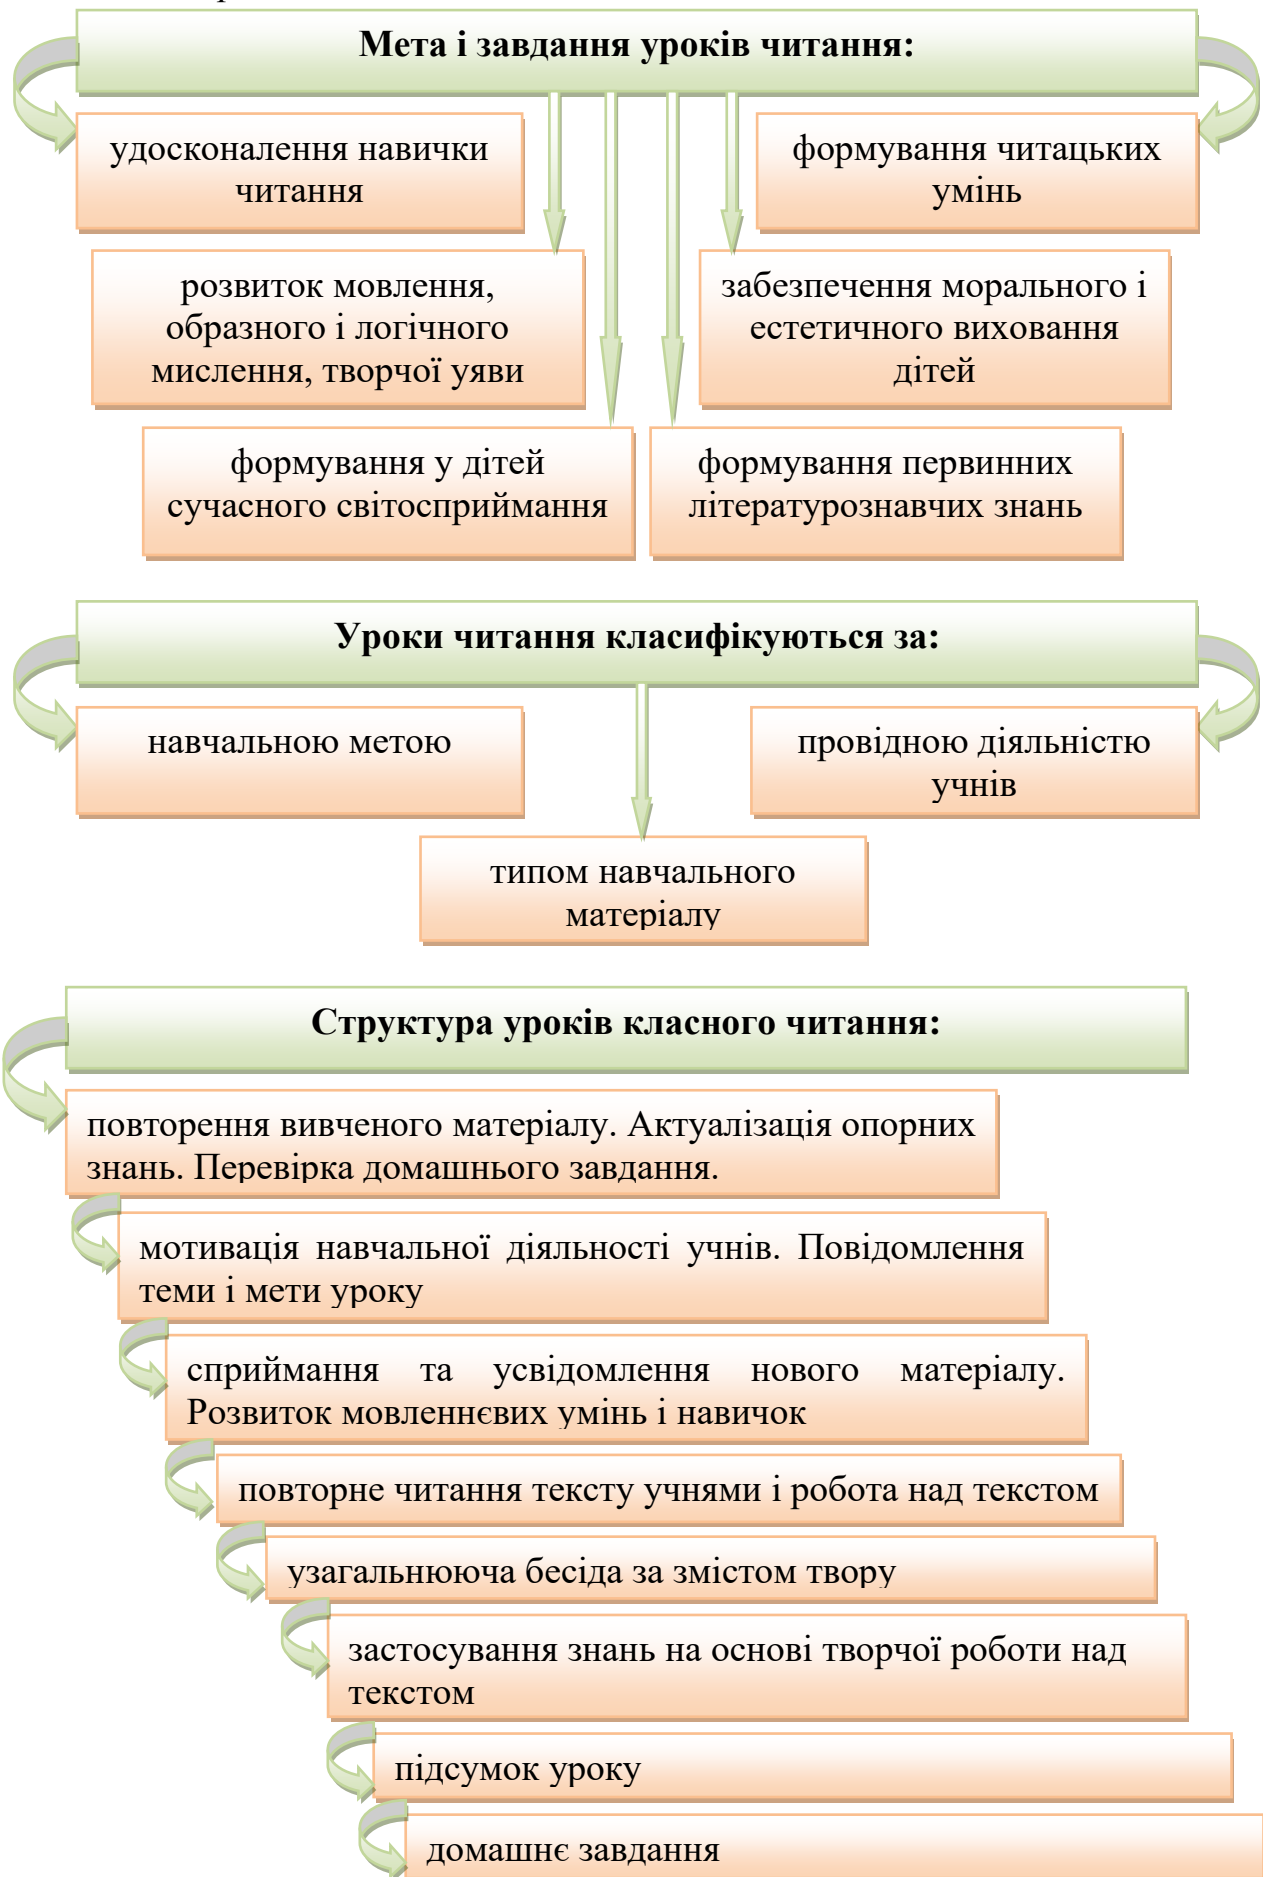 Мета і завдання уроків читання:
удосконалення навички
читання
формування читацьких
умінь
розвиток мовлення,
образного і логічного
мислення, творчої уяви
забезпечення морального і
естетичного виховання
дітей
формування у дітей
сучасного світосприймання
формування первинних
літературознавчих знань
Уроки читання класифікуються за:
навчальною метою
провідною діяльністю
учнів
типом навчального
матеріалу
Структура уроків класного читання:
повторення вивченого матеріалу. Актуалізація опорних
знань. Перевірка домашнього завдання.
мотивація навчальної діяльності учнів. Повідомлення
теми і мети уроку
сприймання та усвідомлення нового матеріалу.
Розвиток мовленнєвих умінь і навичок
повторне читання тексту учнями і робота над текстом
узагальнююча бесіда за змістом твору
застосування знань на основі творчої роботи над
текстом
підсумок уроку
домашнє завдання